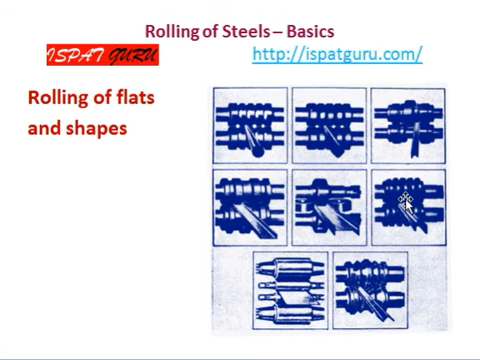 Rolling of Steels – Basics
ISPAT GURU
http://ispatguru.com/
Rolling of flats
and shapes